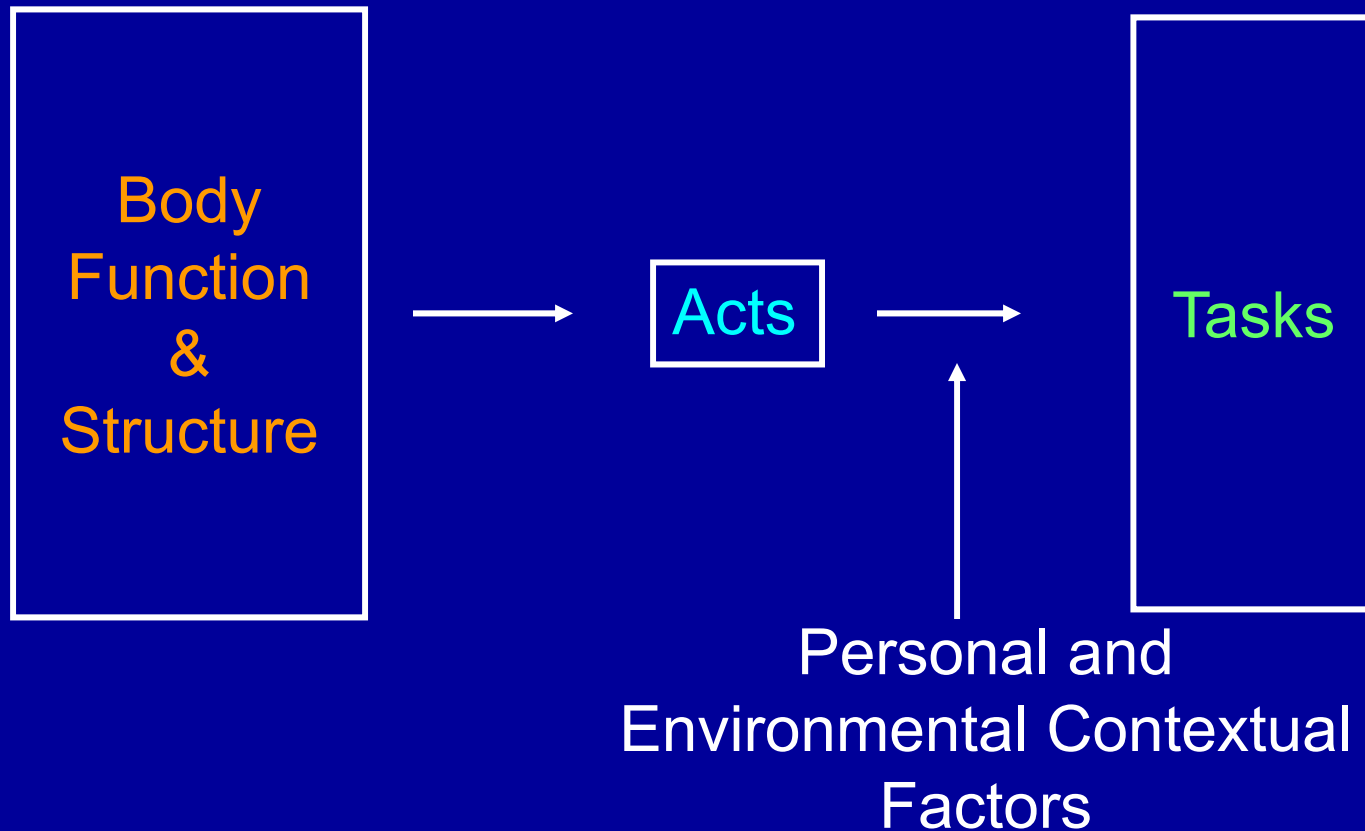 Body
Function
&
Structure
Acts
Tasks
Personal and
Environmental Contextual
Factors